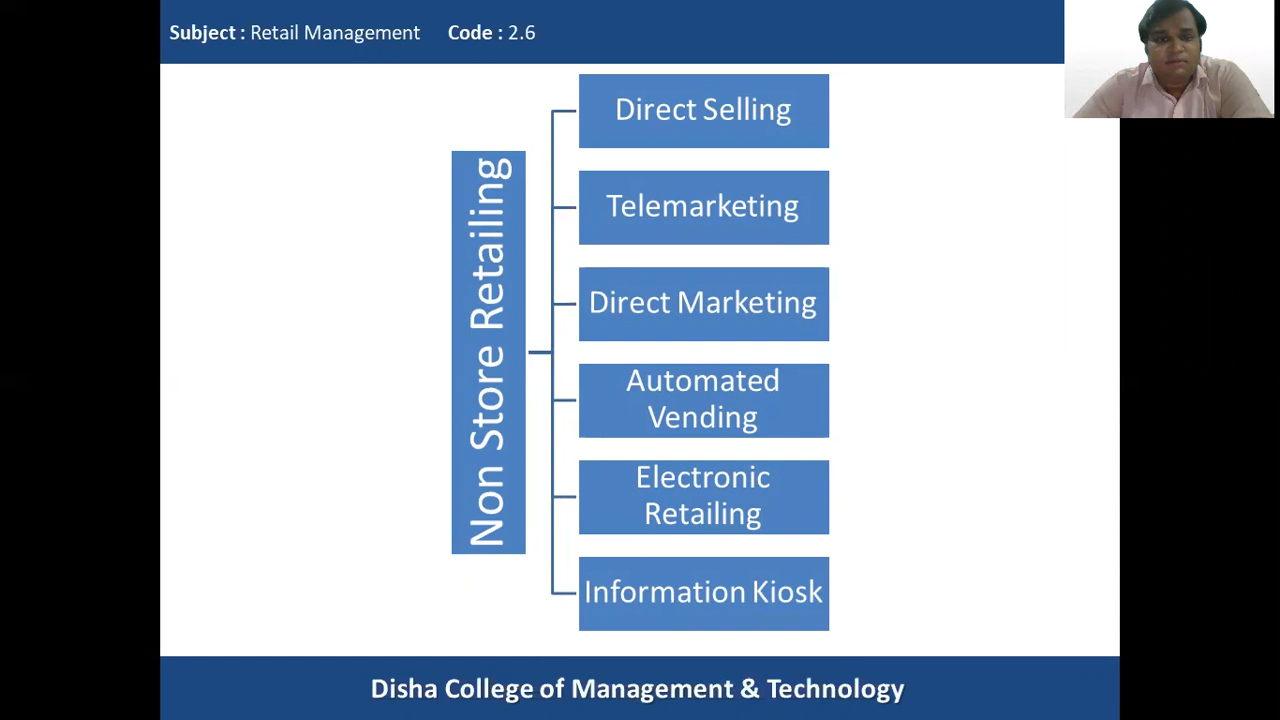 Subject : Retail Management Code : 2.6
Non Store Retailing
Direct Selling
Telemarketing
Direct Marketing
Automated
Vending
Electronic
Retailing
Information Kiosk
Disha College of Management & Technology